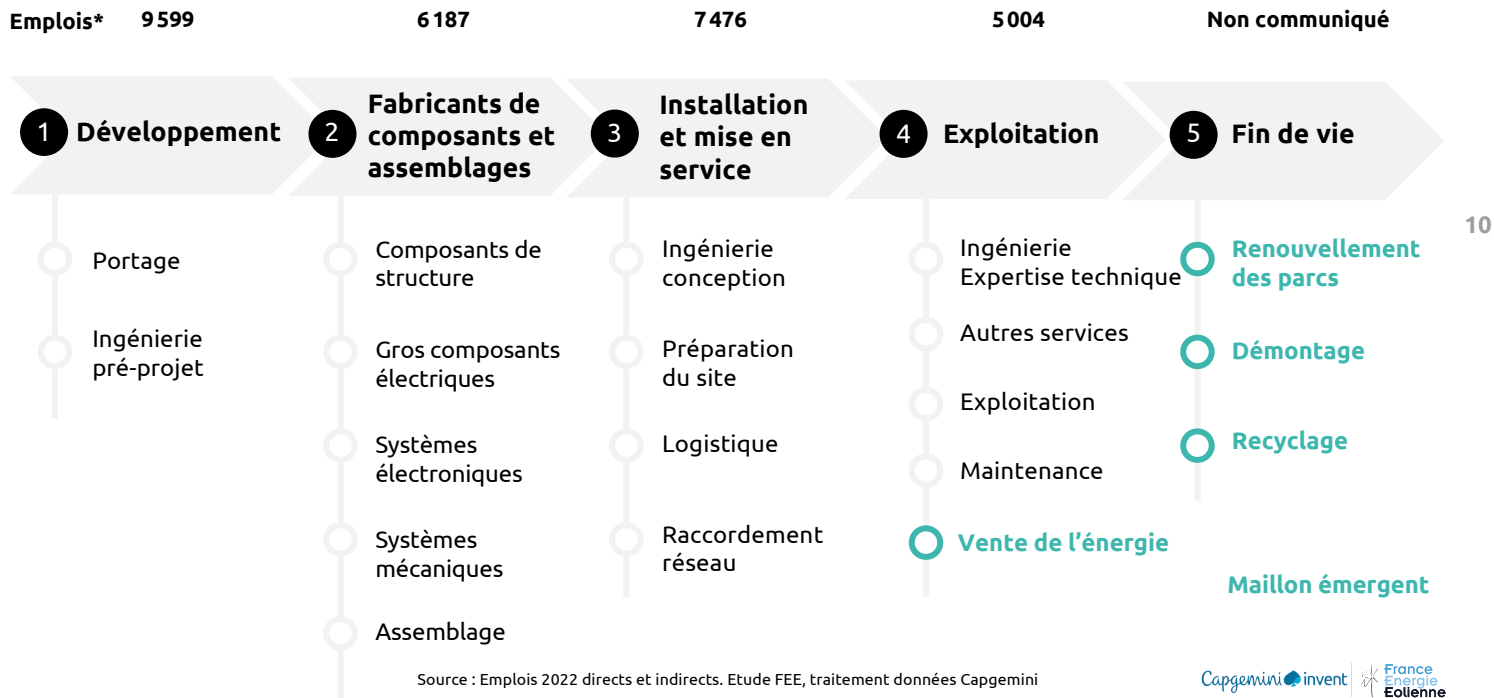 Emplois* 9 599 6 187 7 476 5 004 Non communiqué
1 Développement
2 Fabricants de
composants et
assemblages
3 Installation
et mise en
service
4 Exploitation
5 Fin de vie
10
Portage
Ingénierie
pré-projet
Composants de
structure
Gros composants
électriques
Systèmes
électroniques
Systèmes
mécaniques
Assemblage
Ingénierie
conception
Préparation
du site
Logistique
Raccordement
réseau
Ingénierie
Expertise technique
Autres services
Exploitation
Maintenance
Vente de l’énergie
Renouvellement
des parcs
Démontage
Recyclage
Maillon émergent
Source : Emplois 2022 directs et indirects. Etude FEE, traitement données Capgemini
Capgemini invent
France
Energie
Eolienne